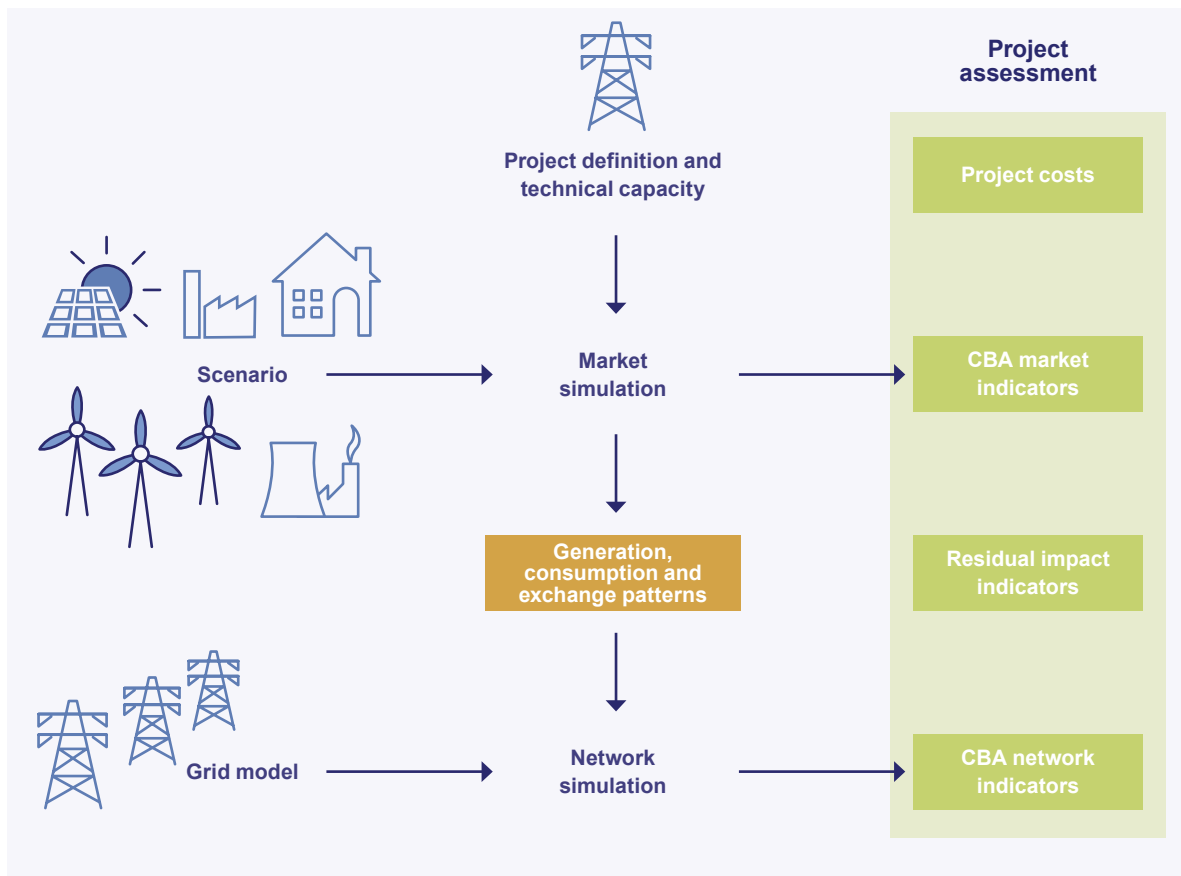 Project
assessment
Project definition and
technical capacity
Project costs
Scenario
Market
simulation
CBA market
indicators
Generation,
consumption and
exchange patterns
Residual impact
indicators
Grid model
Network
simulation
CBA network
indicators